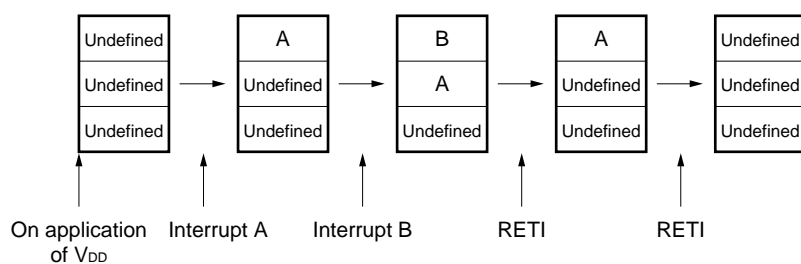 Undefined
Undefined
Undefined
A
Undefined
Undefined
B
A
Undefined
A
Undefined
Undefined
Undefined
Undefined
Undefined
On application
of VDD
Interrupt A
Interrupt B
RETI
RETI